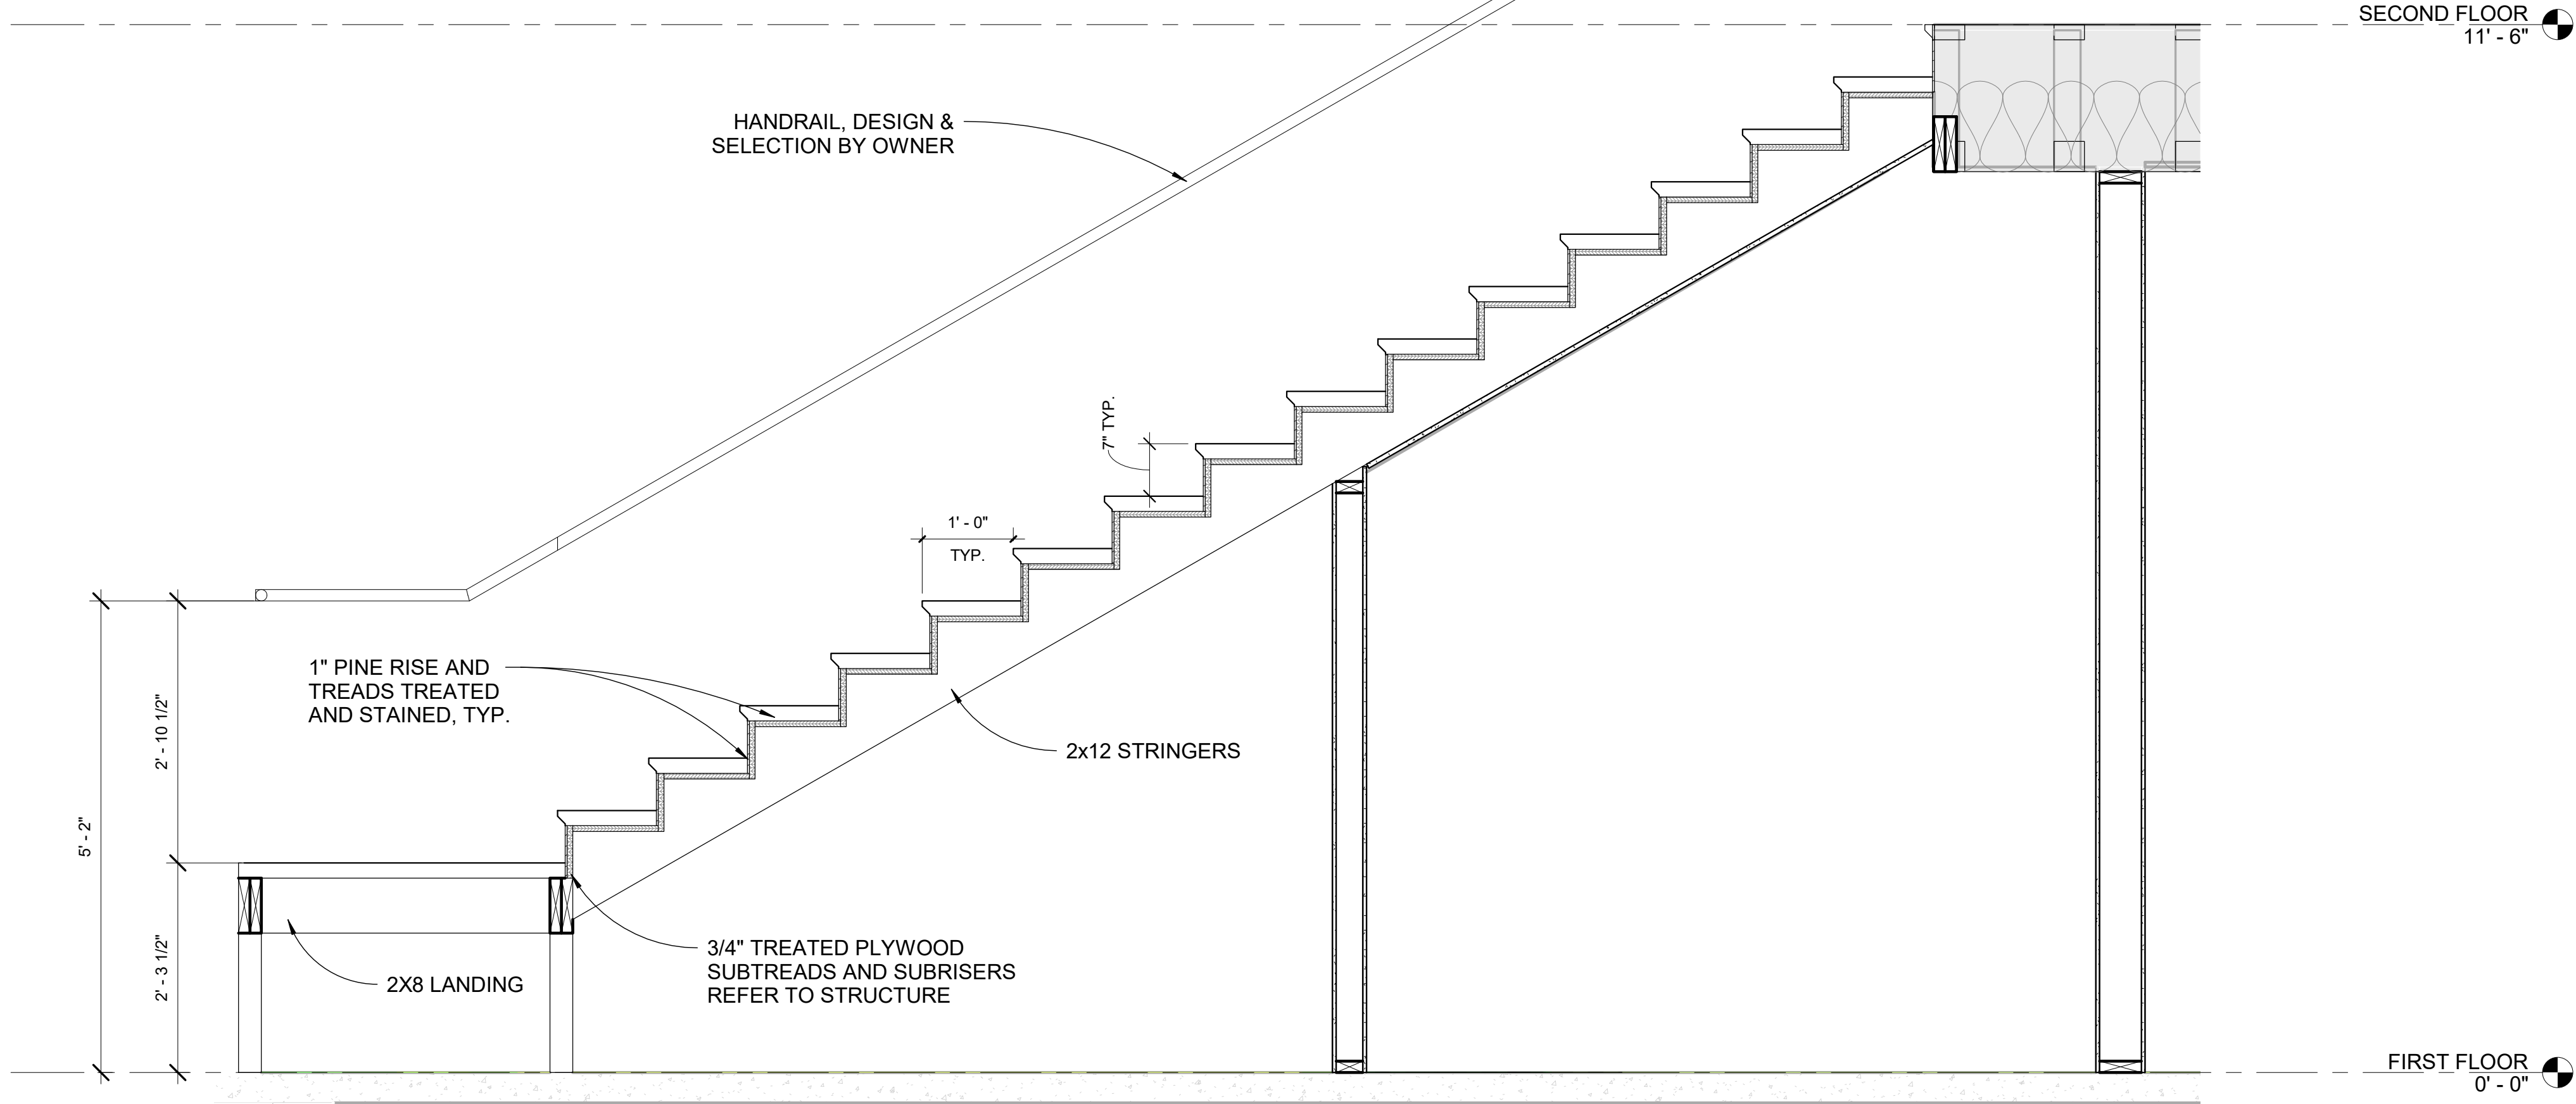 SECOND FLOOR
11' - 6"
HANDRAIL, DESIGN &
SELECTION BY OWNER
7" TYP.
1' - 0"
TYP.
1" PINE RISE AND
TREADS TREATED
AND STAINED, TYP.
2' - 10 1/2"
2x12 STRINGERS
5' - 2"
3/4" TREATED PLYWOOD
SUBTREADS AND SUBRISERS
REFER TO STRUCTURE
2' - 3 1/2"
2X8 LANDING
FIRST FLOOR
0' - 0"